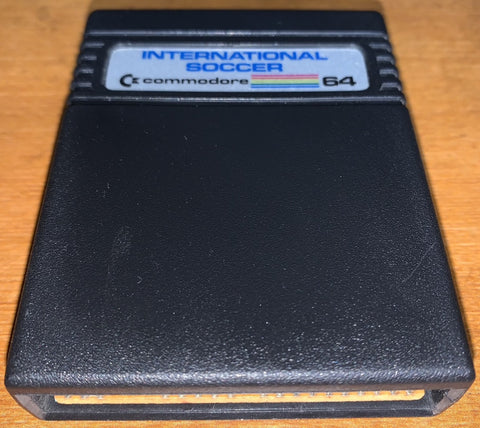 INTERNATIONAL
SOCCER
commodore 64